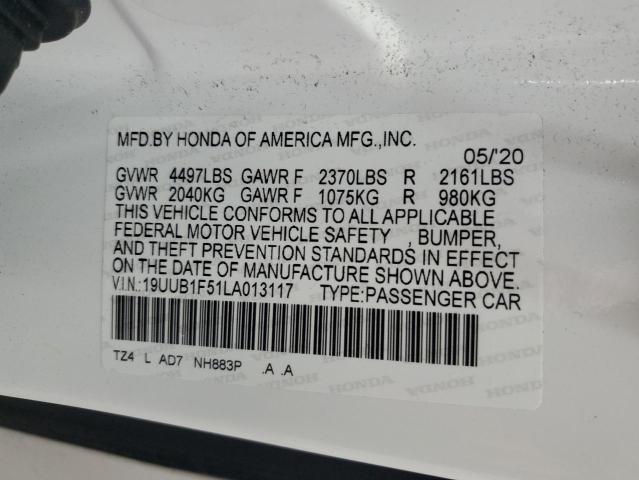 MFD.BY HONDA OF AMERICA MFG.,INC.
05/'20
GVWR 4497LBS GAWR F 2370LBS R 2161LBS
GVWR 2040KG GAWR F 1075KG R 980KG
THIS VEHICLE CONFORMS TO ALL APPLICABLE
FEDERAL MOTOR VEHICLE SAFETY , BUMPER,
AND THEFT PREVENTION STANDARDS IN EFFECT
ON THE DATE OF MANUFACTURE SHOWN ABOVE.
V.I.N.:19UUB1F51LA013117 TYPE:PASSENGER CAR
TZ4 L AD7 NH883P .A .A